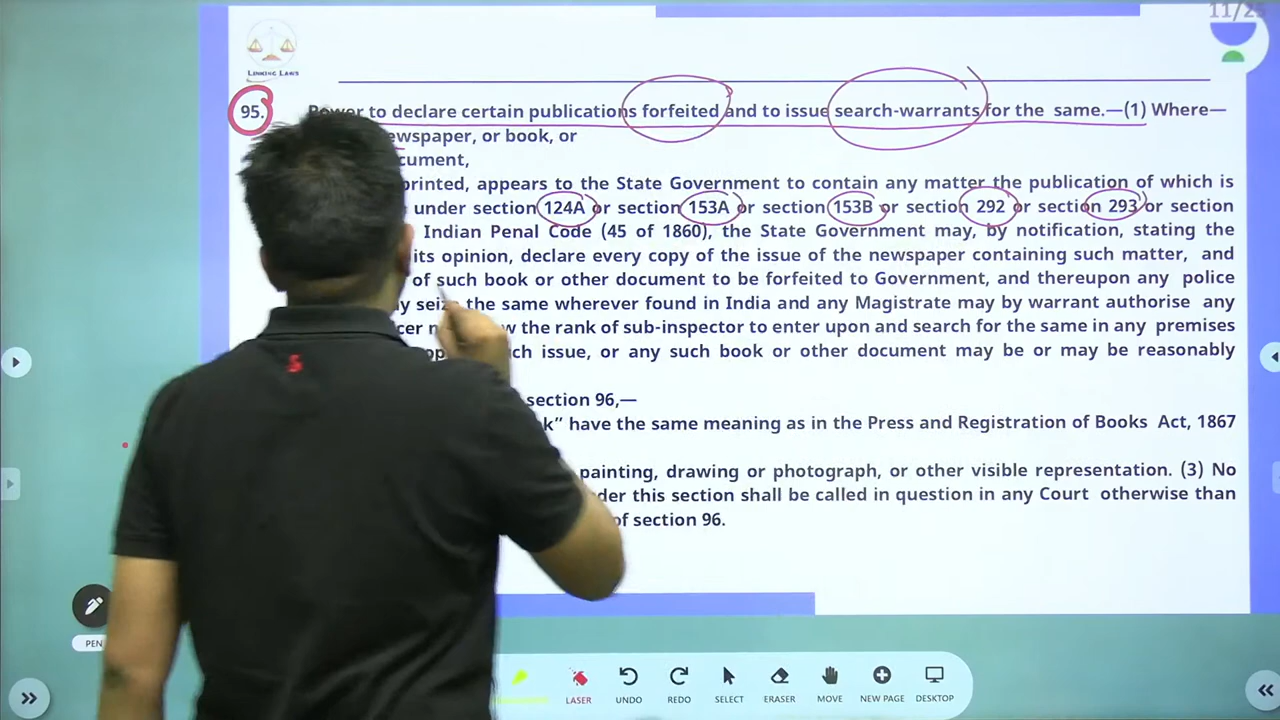 11/25
LINKING LAWS
95. Power to declare certain publications forfeited and to issue search-warrants for the same.—(1) Where—
newspaper, or book, or
document,
printed, appears to the State Government to contain any matter the publication of which is
under section 124A or section 153A or section 153B or section 292 or section 293 or section
Indian Penal Code (45 of 1860), the State Government may, by notification, stating the
its opinion, declare every copy of the issue of the newspaper containing such matter, and
of such book or other document to be forfeited to Government, and thereupon any police
seize the same wherever found in India and any Magistrate may by warrant authorise any
the rank of sub-inspector to enter upon and search for the same in any premises
such issue, or any such book or other document may be or may be reasonably
section 96,—
have the same meaning as in the Press and Registration of Books Act, 1867
painting, drawing or photograph, or other visible representation. (3) No
under this section shall be called in question in any Court otherwise than
of section 96.
PEN
LASER
UNDO
REDO
SELECT
ERASER
MOVE
NEW PAGE
DESKTOP